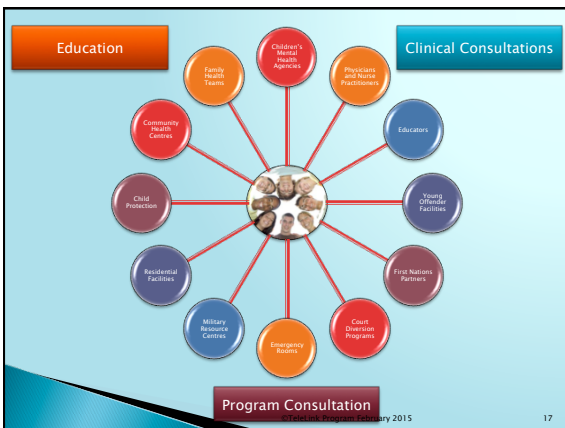 Education
Clinical Consultations
Children's
Mental
Health
Agencies
Physicians
and Nurse
Practitioners
Educators
Young
Offender
Facilities
First Nations
Partners
Court
Diversion
Programs
Emergency
Rooms
Military
Resource
Centres
Residential
Facilities
Child
Protection
Community
Health
Centres
Family
Health
Teams
Program Consultation
©TeleLink Program February 2015
17